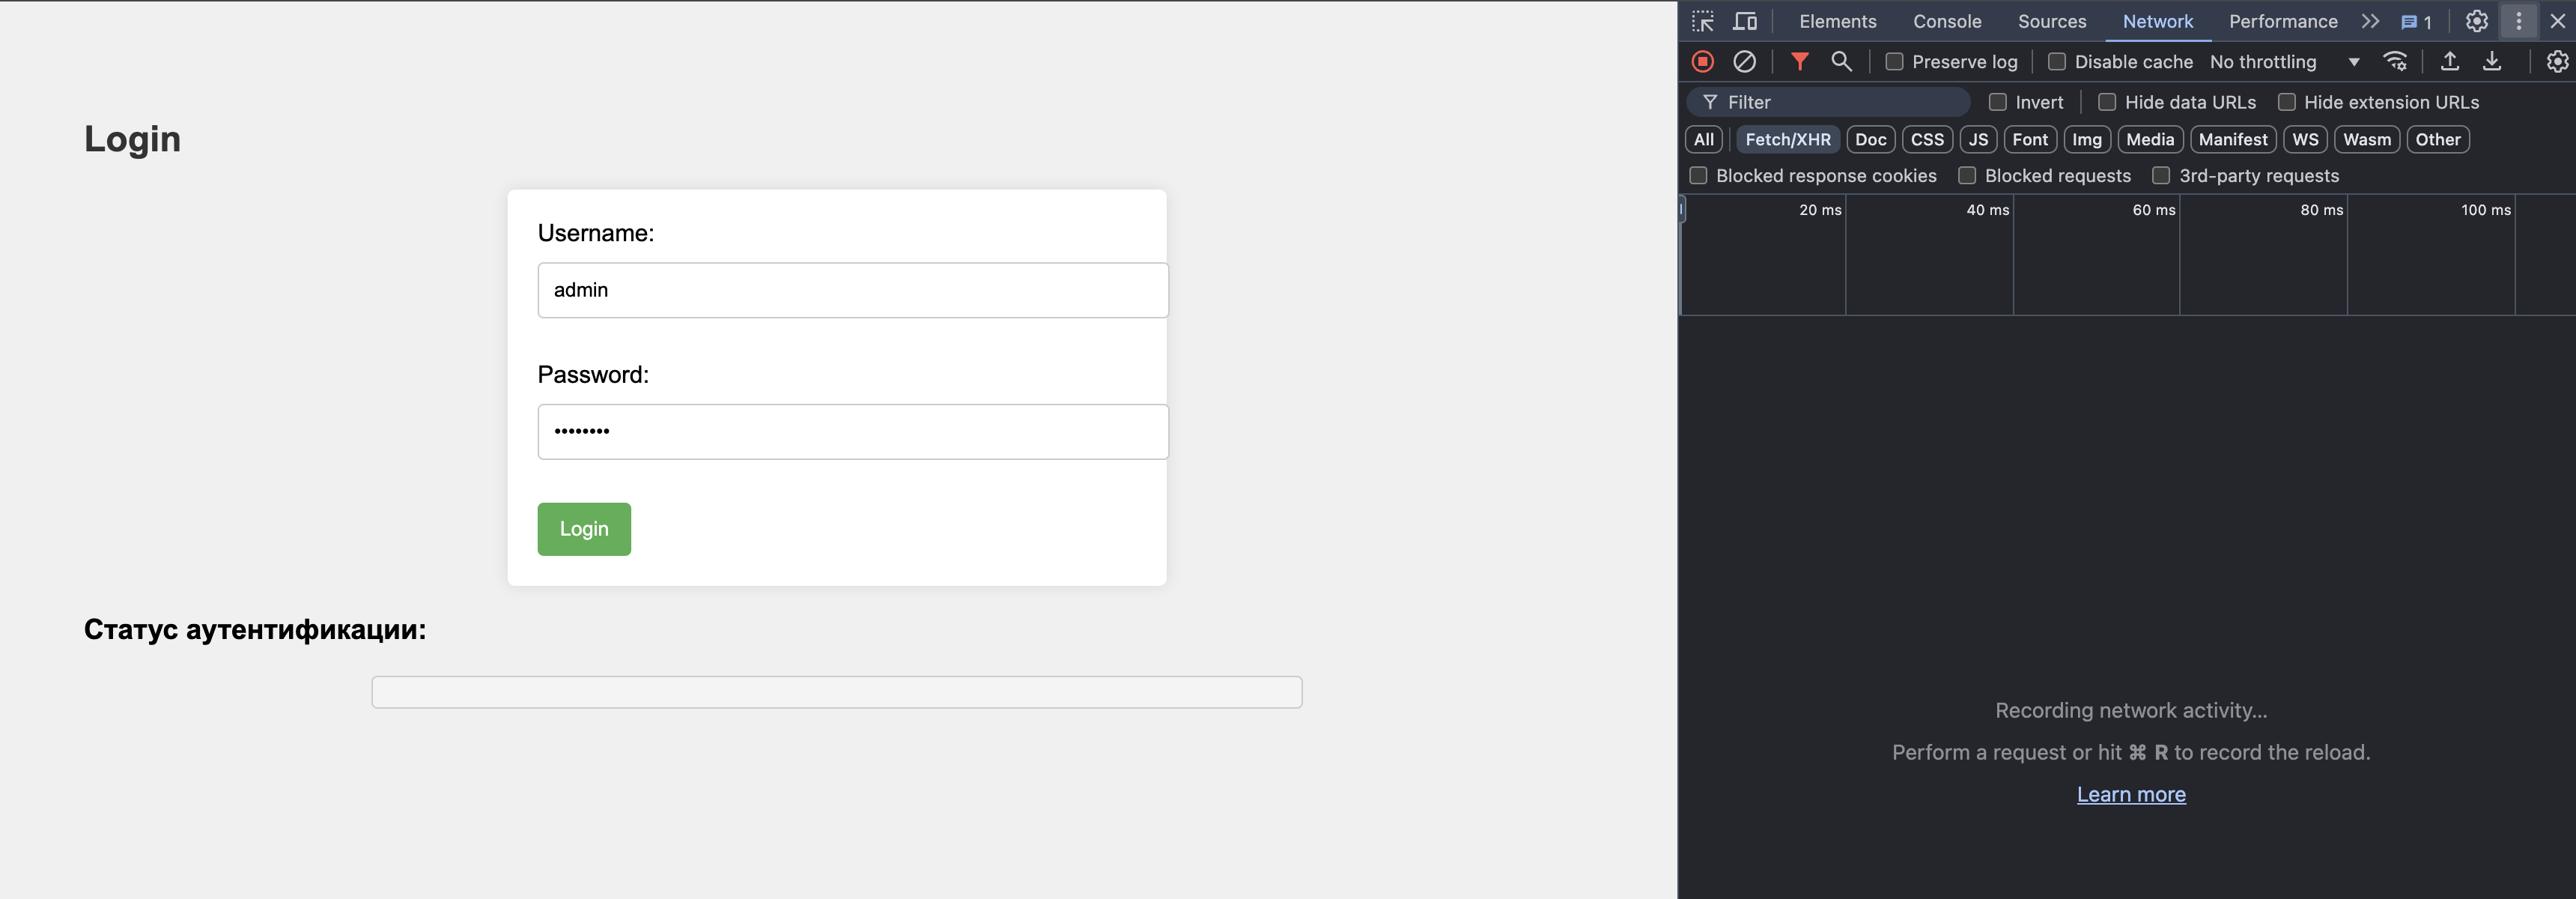 Login
Username:
admin
Password:
••••••••
Login
Статус аутентификации:
Elements Console Sources Network Performance 1
Preserve log Disable cache No throttling
Filter Invert Hide data URLs Hide extension URLs
All Fetch/XHR Doc CSS JS Font Img Media Manifest WS Wasm Other
Blocked response cookies Blocked requests 3rd-party requests
20 ms 40 ms 60 ms 80 ms 100 ms
Recording network activity...
Perform a request or hit ⌘ R to record the reload.
Learn more